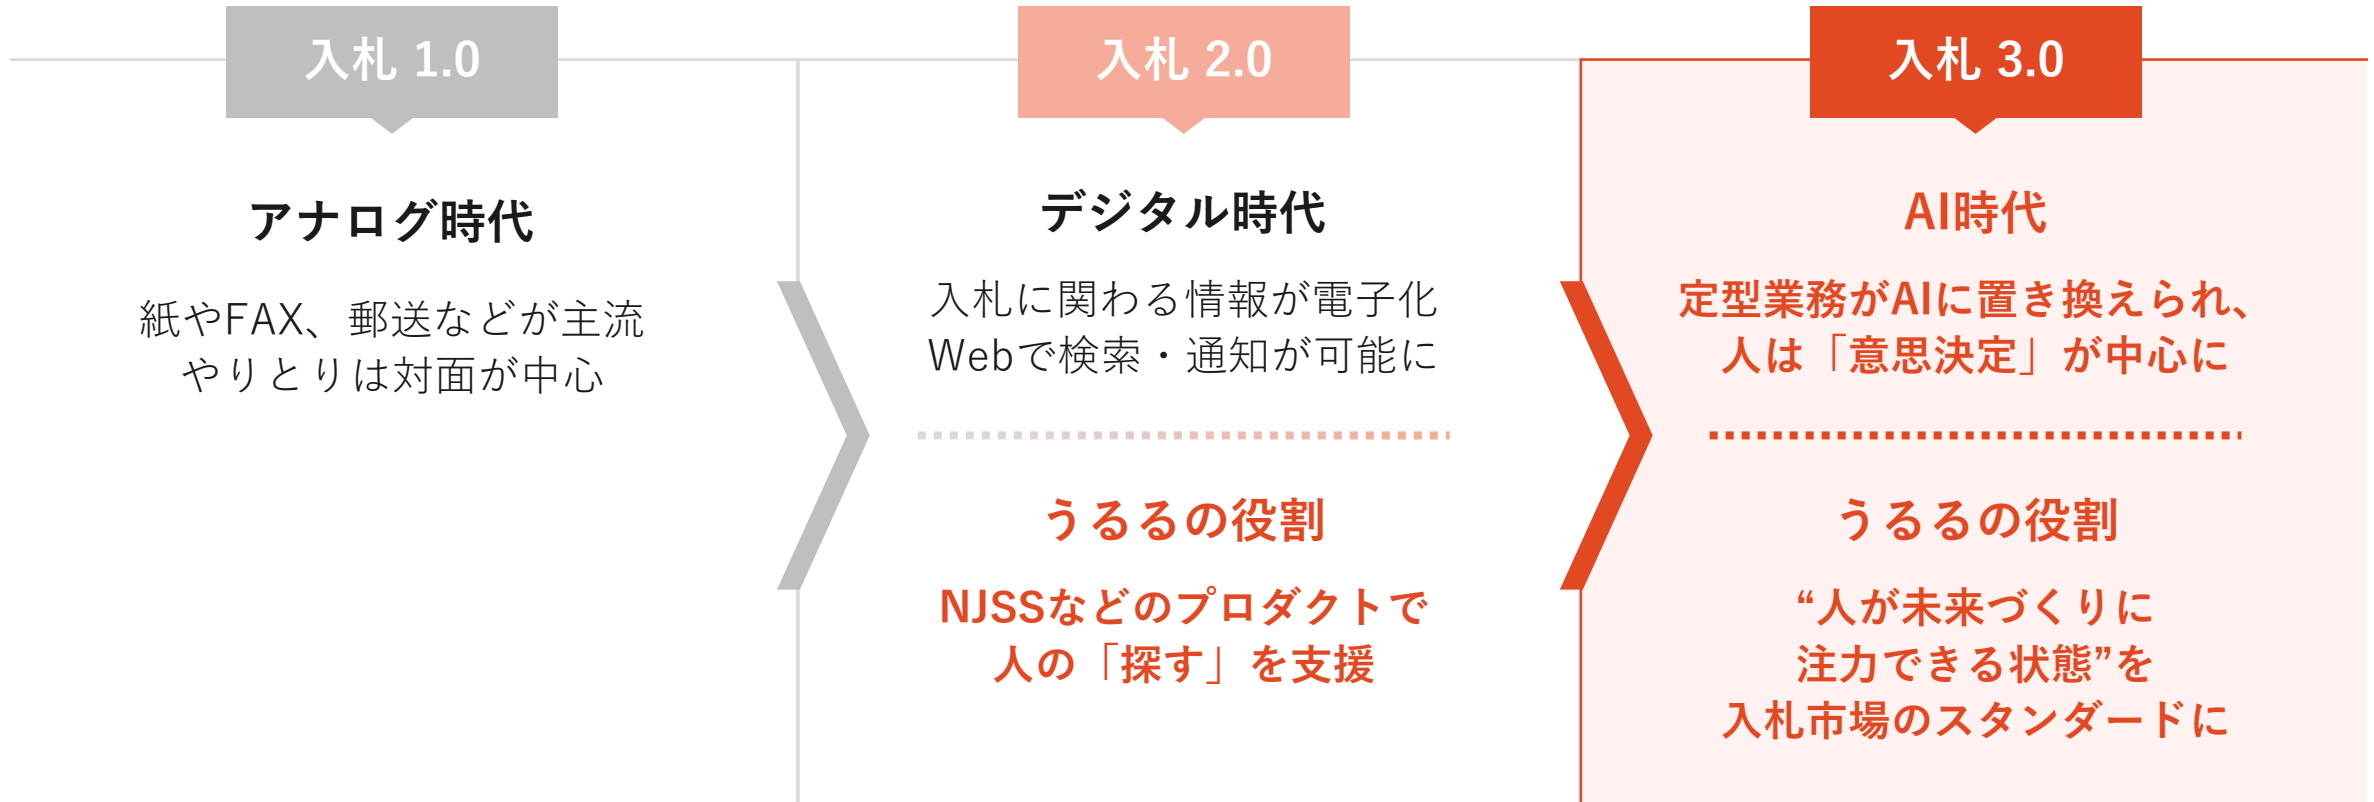 入札 1.0
アナログ時代
紙やFAX、郵送などが主流
やりとりは対面が中心
入札 2.0
デジタル時代
入札に関わる情報が電子化
Webで検索・通知が可能に
うるるの役割
NJSSなどのプロダクトで
人の「探す」を支援
入札 3.0
AI時代
定型業務がAIに置き換えられ、
人は「意思決定」が中心に
うるるの役割
“人が未来づくりに
注力できる状態”を
入札市場のスタンダードに